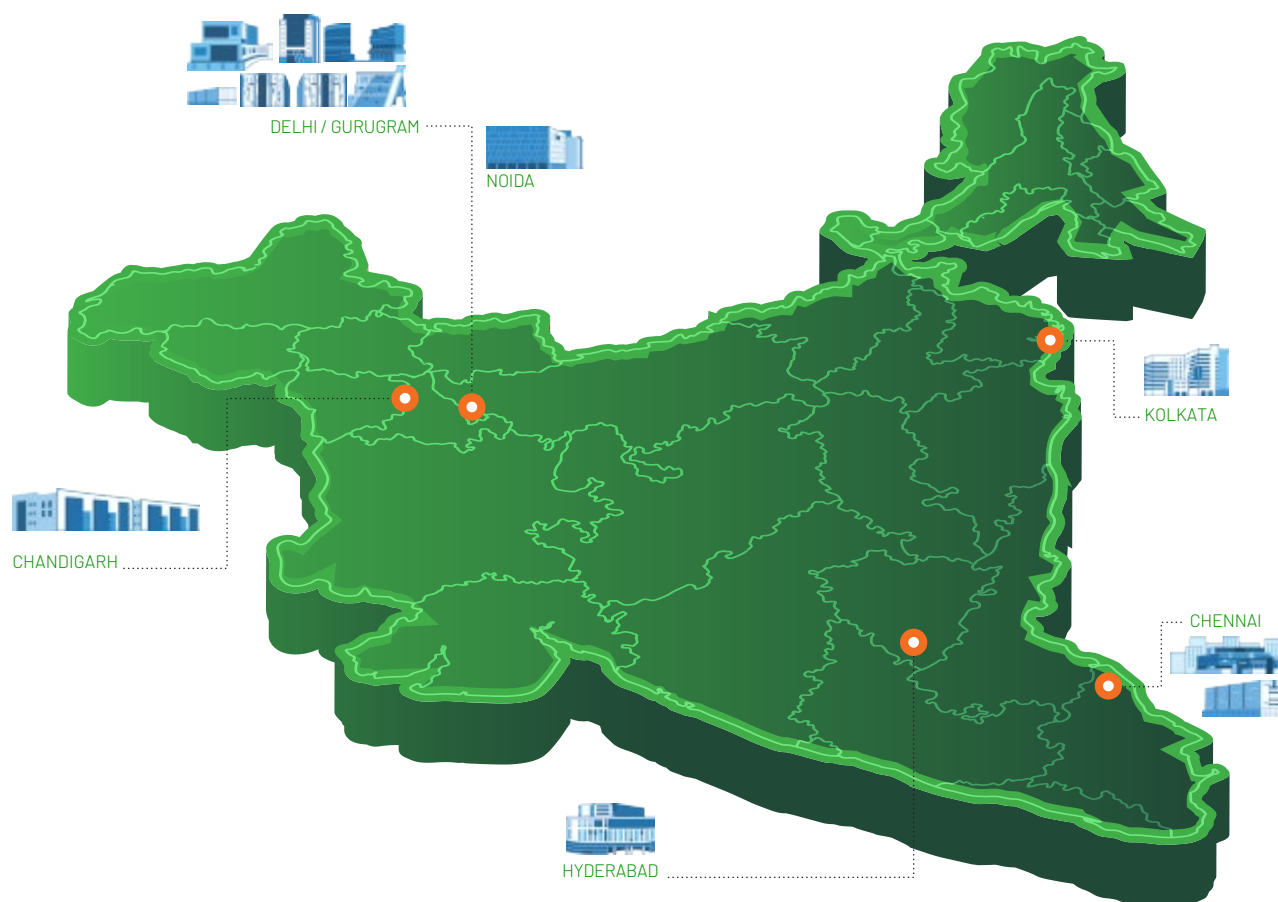 DELHI / GURUGRAM
NOIDA
KOLKATA
CHANDIGARH
CHENNAI
HYDERABAD